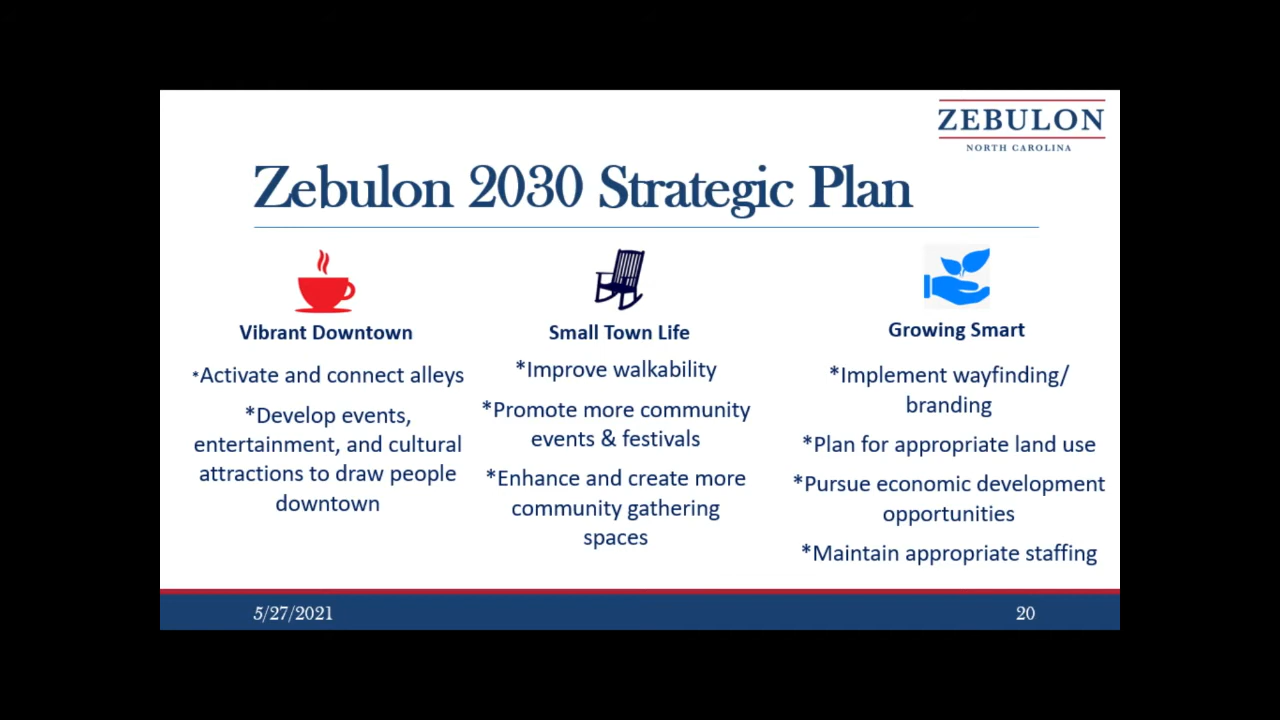 ZEBULON
NORTH CAROLINA
Zebulon 2030 Strategic Plan
Vibrant Downtown
*Activate and connect alleys
*Develop events,
entertainment, and cultural
attractions to draw people
downtown
Small Town Life
*Improve walkability
*Promote more community
events & festivals
*Enhance and create more
community gathering
spaces
Growing Smart
*Implement wayfinding/
branding
*Plan for appropriate land use
*Pursue economic development
opportunities
*Maintain appropriate staffing
5/27/2021
20